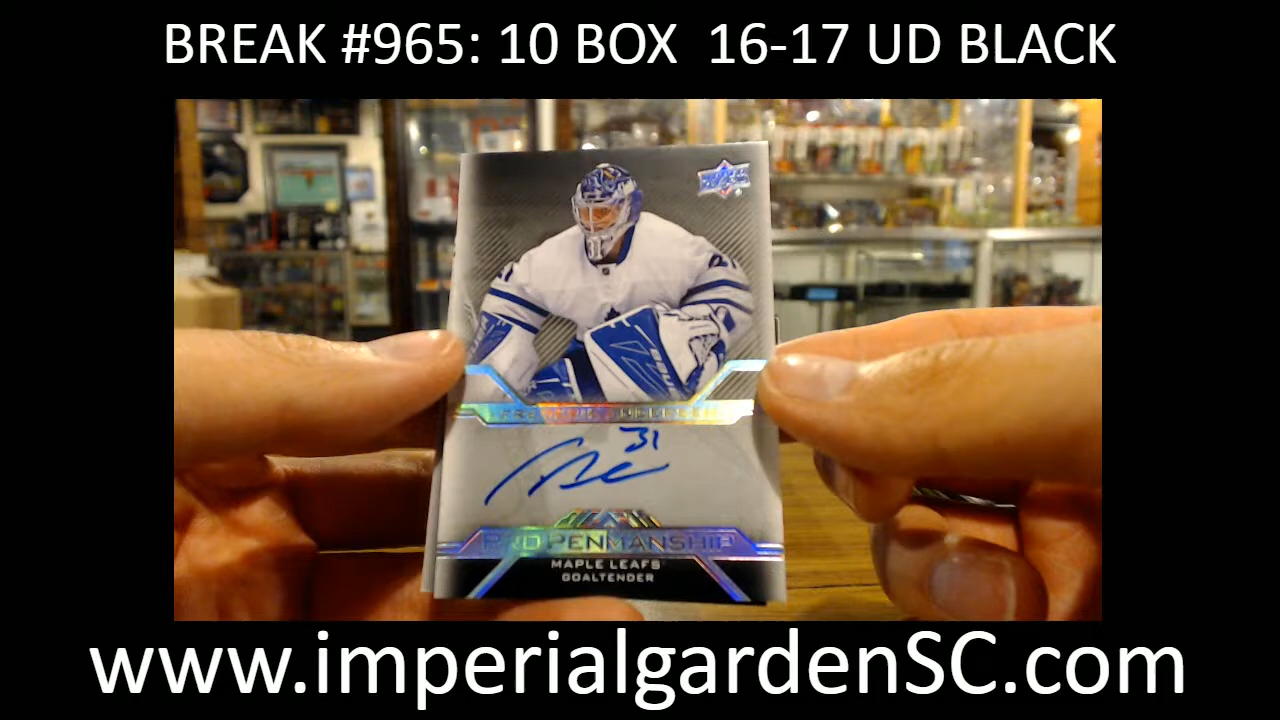 BREAK #965: 10 BOX 16-17 UD BLACK
31
PRO PENMANSHIP
MAPLE LEAFS
GOALTENDER
www.imperialgardenSC.com